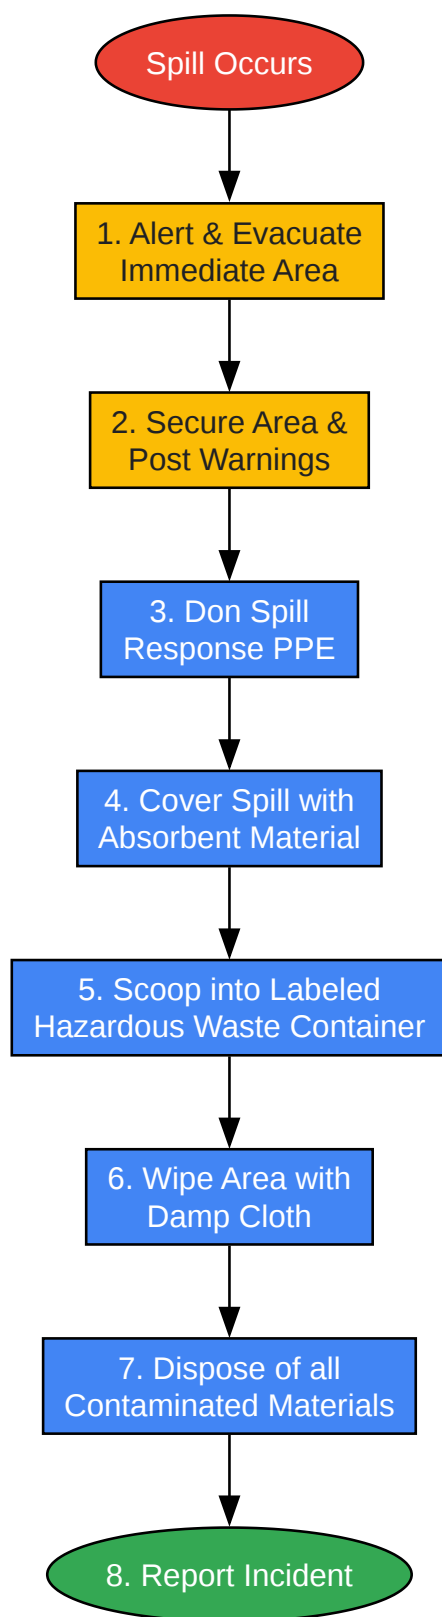 Spill Occurs
1. Alert & Evacuate
Immediate Area
2. Secure Area &
Post Warnings
3. Don Spill
Response PPE
4. Cover Spill with
Absorbent Material
5. Scoop into Labeled
Hazardous Waste Container
6. Wipe Area with
Damp Cloth
7. Dispose of all
Contaminated Materials
8. Report Incident